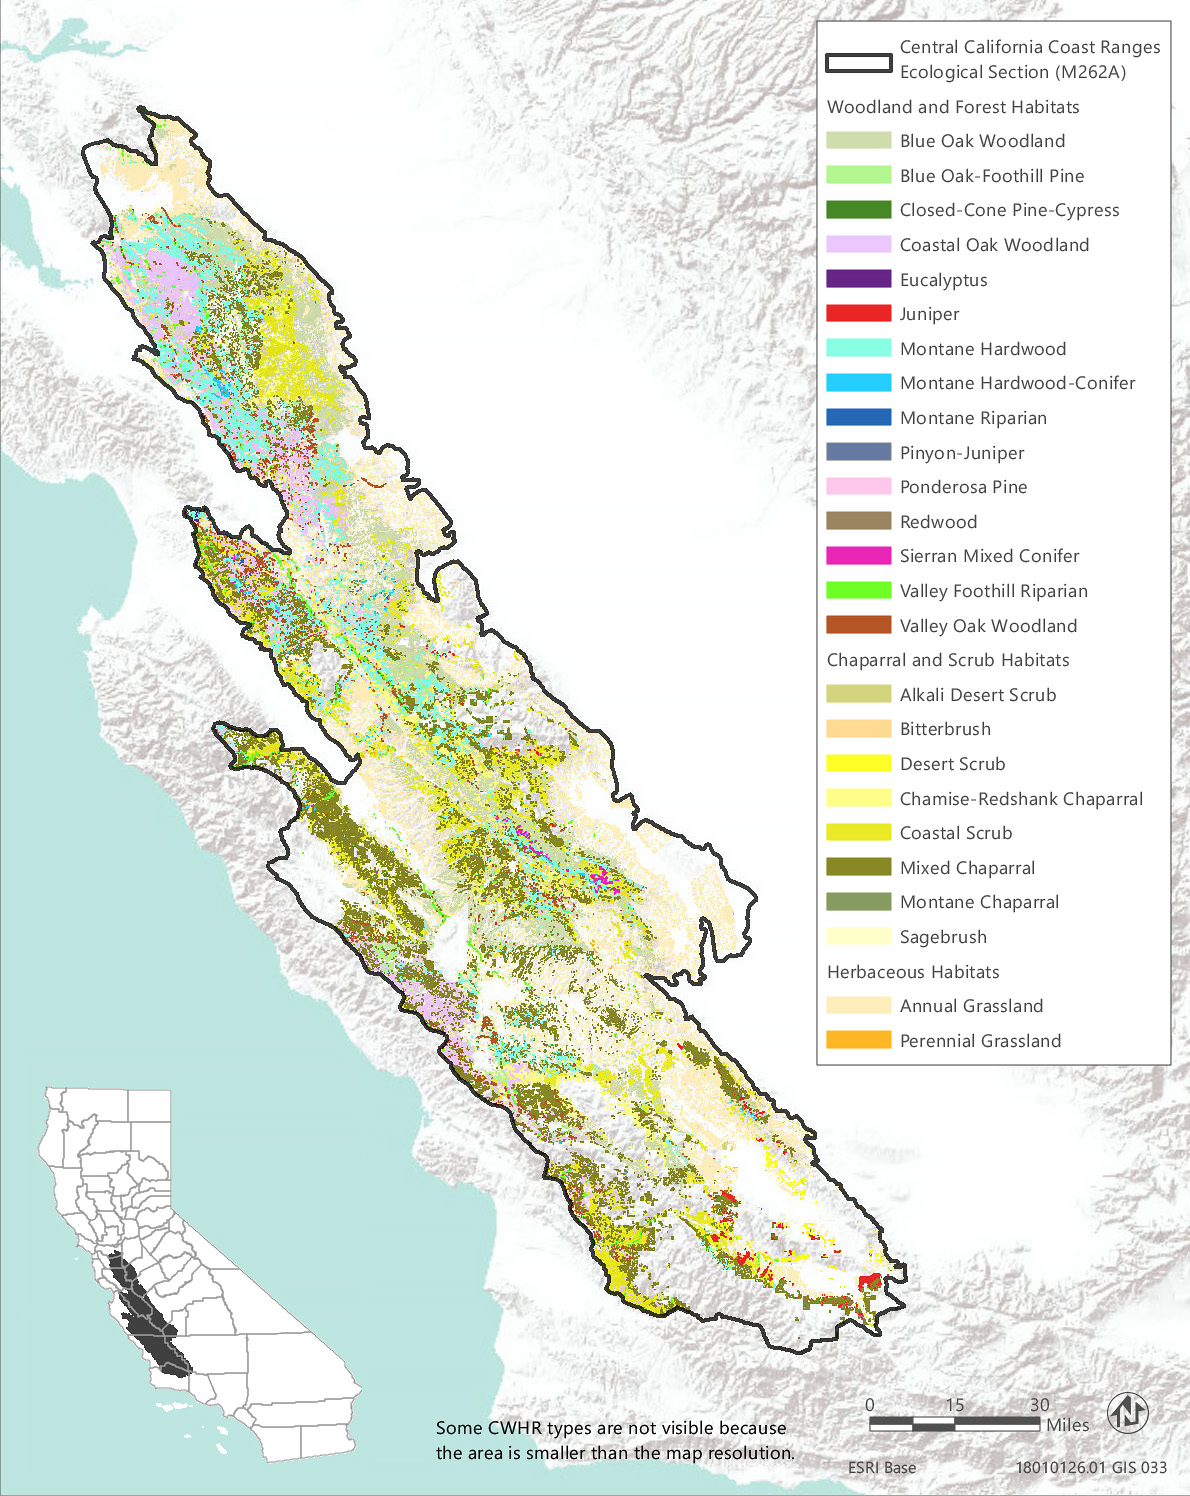 Central California Coast Ranges
Ecological Section (M262A)
Woodland and Forest Habitats
Blue Oak Woodland
Blue Oak-Foothill Pine
Closed-Cone Pine-Cypress
Coastal Oak Woodland
Eucalyptus
Juniper
Montane Hardwood
Montane Hardwood-Conifer
Montane Riparian
Pinyon-Juniper
Ponderosa Pine
Redwood
Sierran Mixed Conifer
Valley Foothill Riparian
Valley Oak Woodland
Chaparral and Scrub Habitats
Alkali Desert Scrub
Bitterbrush
Desert Scrub
Chamise-Redshank Chaparral
Coastal Scrub
Mixed Chaparral
Montane Chaparral
Sagebrush
Herbaceous Habitats
Annual Grassland
Perennial Grassland
0 15 30
Miles
N
Some CWHR types are not visible because
the area is smaller than the map resolution.
ESRI Base 18010126.01 GIS 033